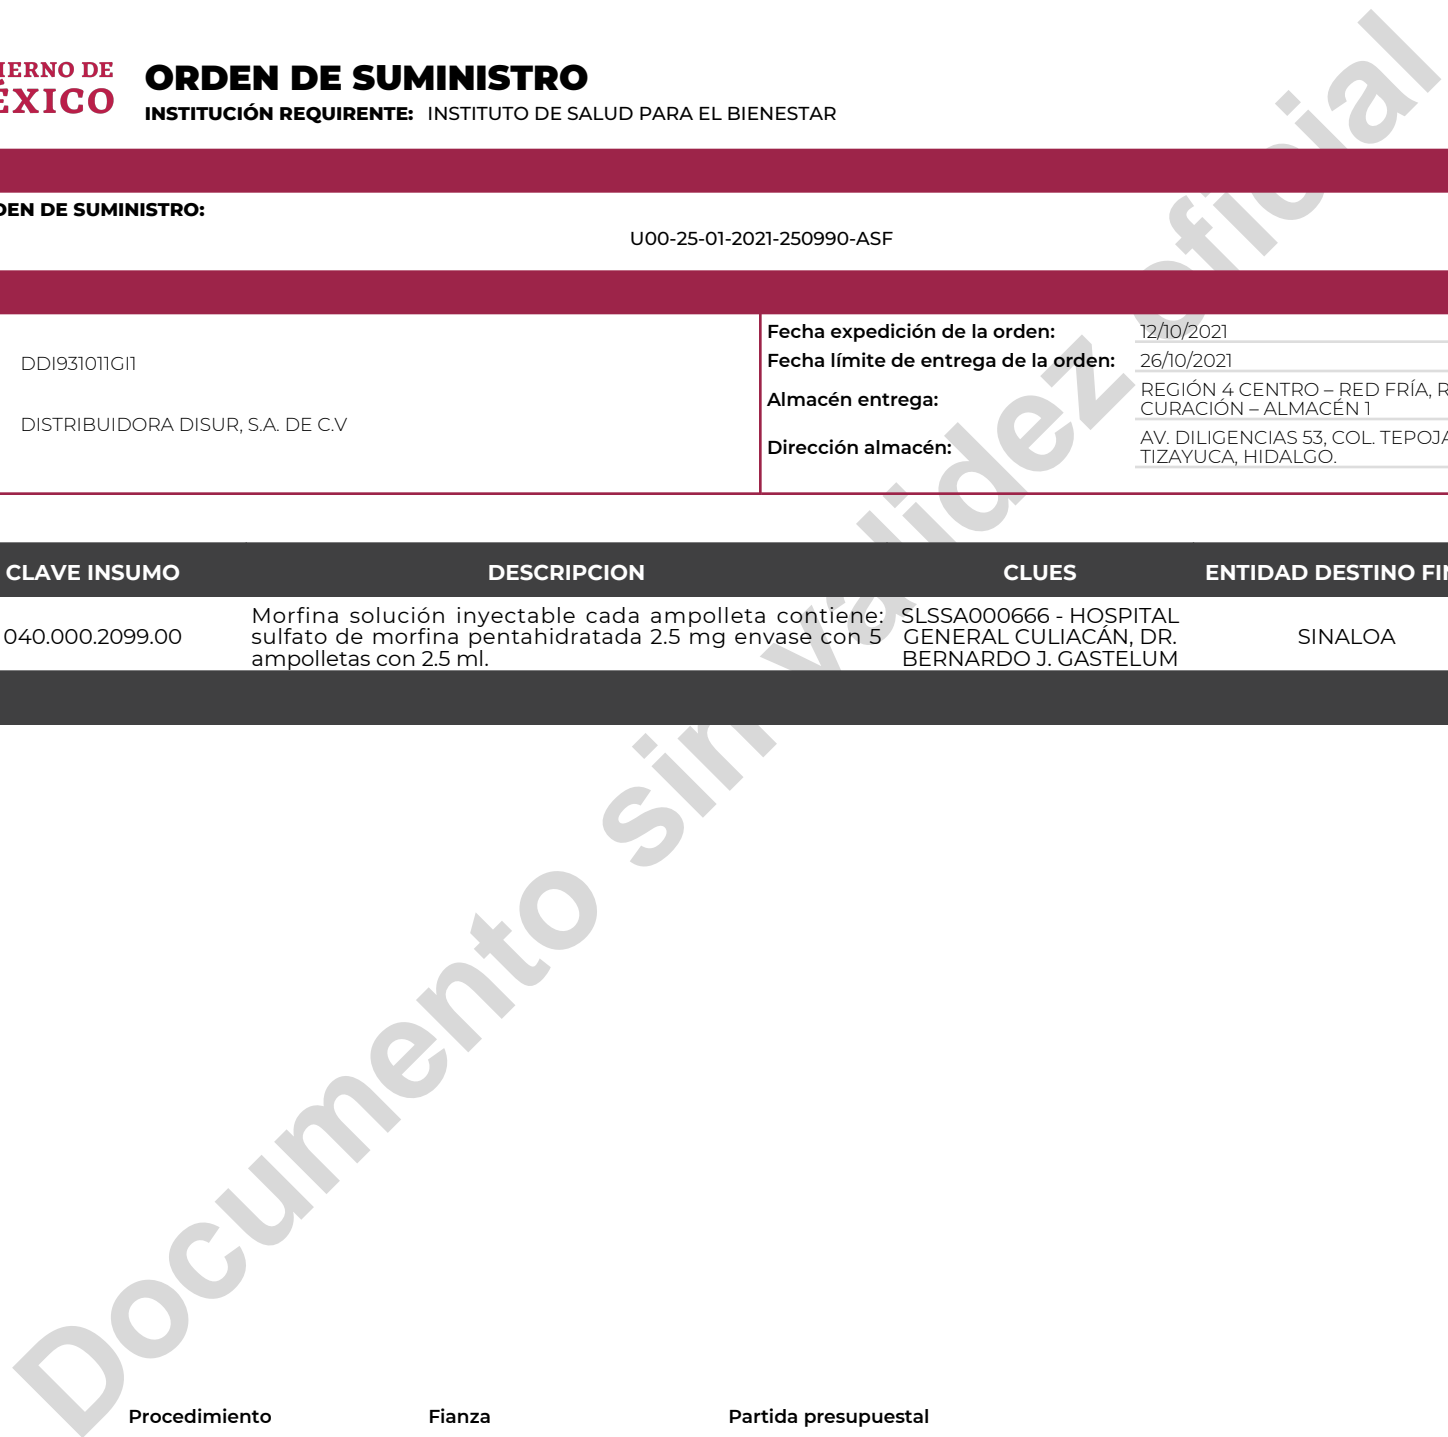 IERNO DE
ÉXICO
ORDEN DE SUMINISTRO
INSTITUCIÓN REQUIRENTE: INSTITUTO DE SALUD PARA EL BIENESTAR
DEN DE SUMINISTRO:
U00-25-01-2021-250990-ASF
DDI931011GI1
DISTRIBUIDORA DISUR, S.A. DE C.V
Fecha expedición de la orden: 12/10/2021
Fecha límite de entrega de la orden: 26/10/2021
Almacén entrega: REGIÓN 4 CENTRO – RED FRÍA, R
CURACIÓN – ALMACÉN 1
Dirección almacén: AV. DILIGENCIAS 53, COL. TEPOJA
TIZAYUCA, HIDALGO.
CLAVE INSUMO DESCRIPCION CLUES ENTIDAD DESTINO FIN
040.000.2099.00
Morfina solución inyectable cada ampolleta contiene:
sulfato de morfina pentahidratada 2.5 mg envase con 5
ampolletas con 2.5 ml.
SLSSA000666 - HOSPITAL
GENERAL CULIACÁN, DR.
BERNARDO J. GASTELUM
SINALOA
Documento sin validez oficial
Procedimiento Fianza Partida presupuestal